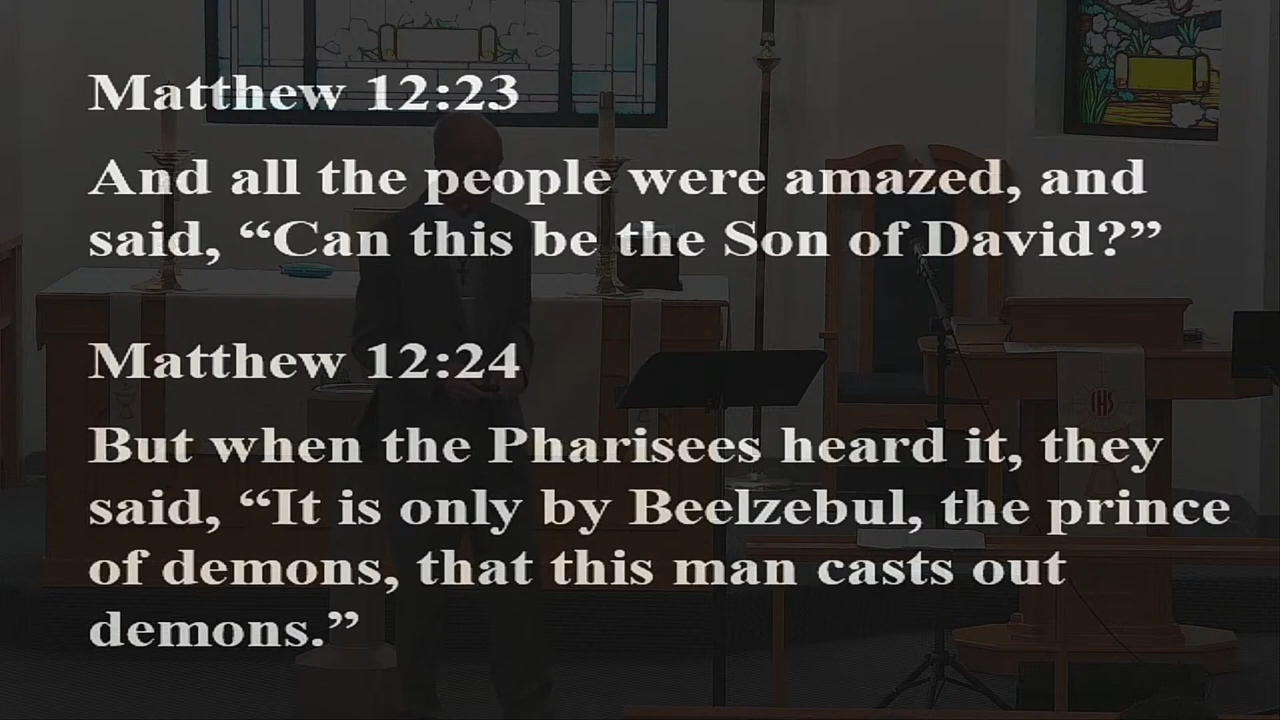 Matthew 12:23
And all the people were amazed, and
said, “Can this be the Son of David?”
Matthew 12:24
But when the Pharisees heard it, they
said, “It is only by Beelzebul, the prince
of demons, that this man casts out
demons.”
IHS